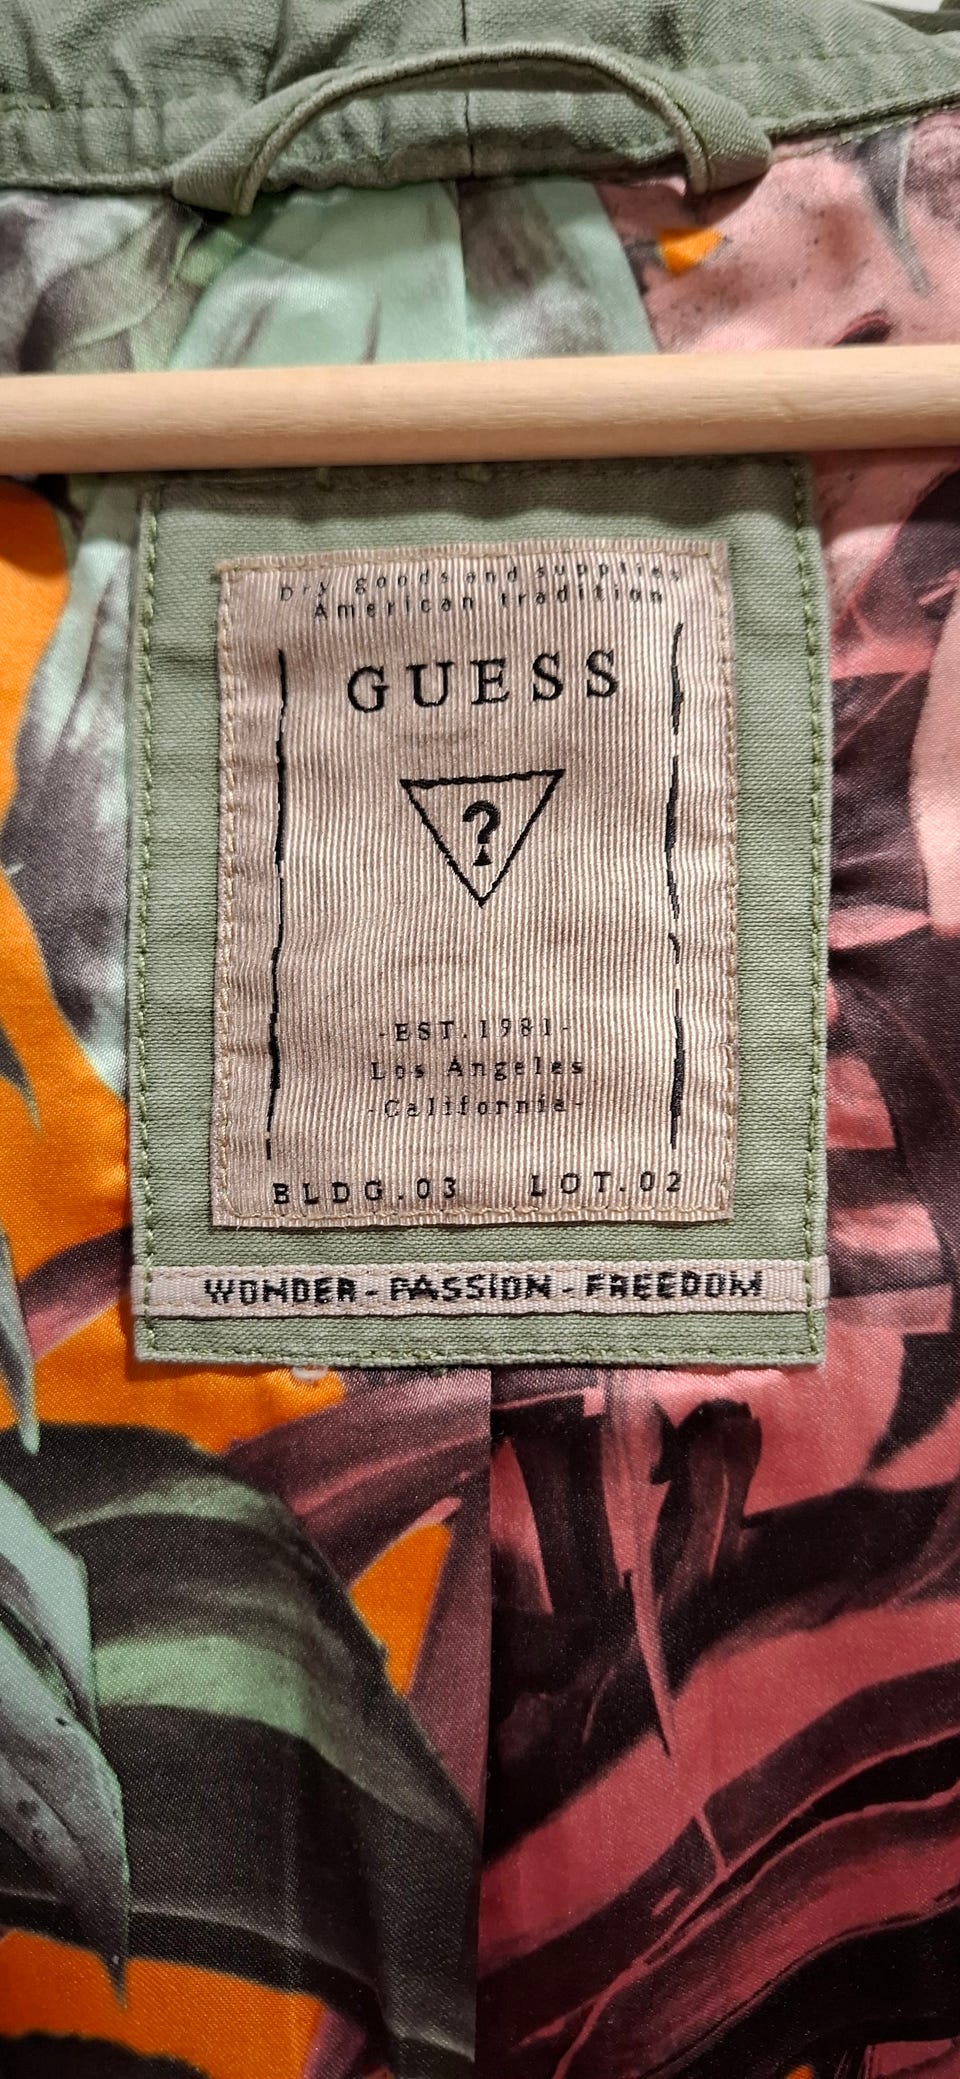 Dry goods and supplies
American tradition
GUESS
?
-EST.1981-
Los Angeles
-California-
BLDG.03 LOT.02
WONDER - PASSION - FREEDOM